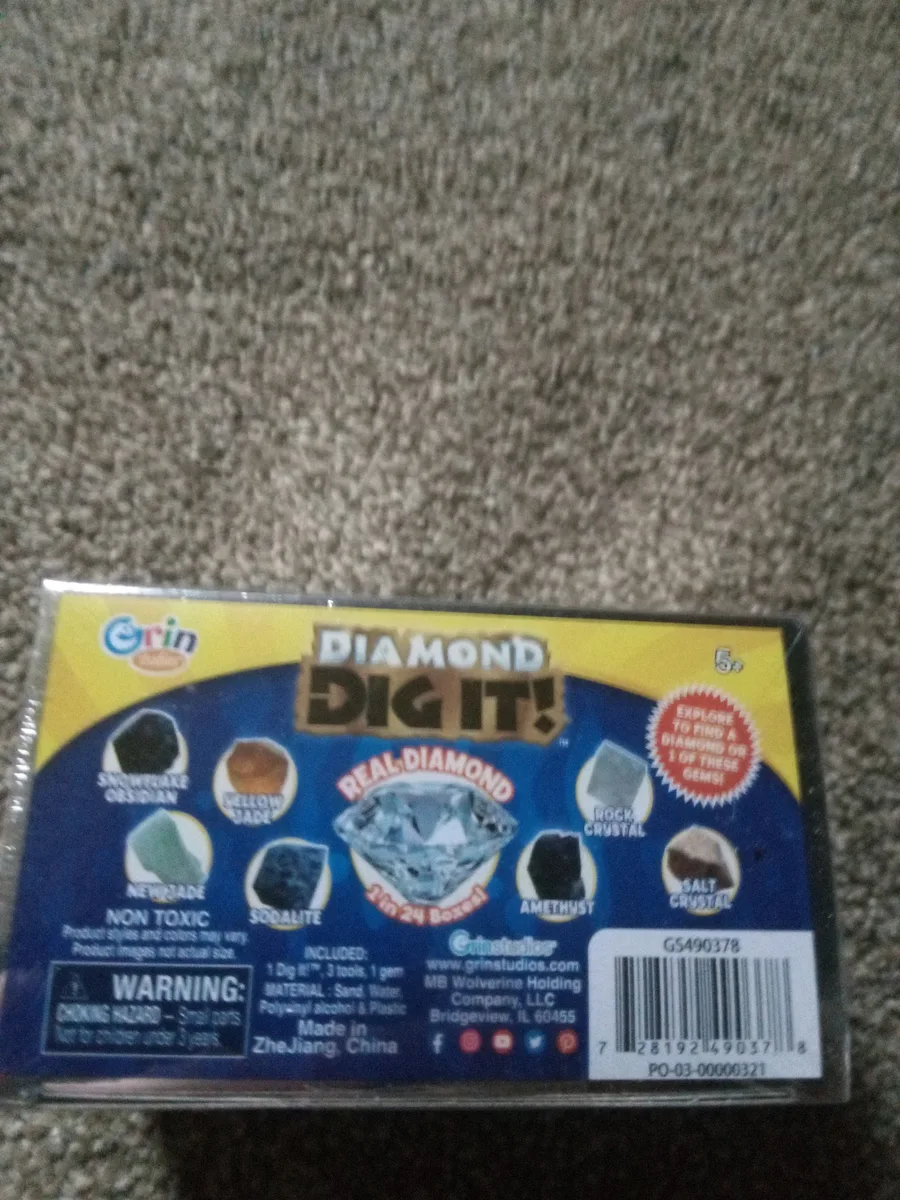 Grin
studios
DIAMOND
DIG IT!
TM
5+
EXPLORE
TO FIND A
DIAMOND OR
1 OF THESE
GEMS!
SNOWFLAKE
OBSIDIAN
YELLOW
JADE
NEW JADE
SODALITE
REAL DIAMOND
1 in 24 Boxes!
ROCK
CRYSTAL
AMETHYST
SALT
CRYSTAL
NON TOXIC
Product styles and colors may vary.
Product images not actual size.
WARNING:
CHOKING HAZARD – Small parts
Not for children under 3 years.
INCLUDED:
1 Dig It!™, 3 tools, 1 gem
MATERIAL : Sand, Water,
Polyvinyl alcohol & Plastic
Made in
ZheJiang, China
Grinstudios
www.grinstudios.com
MB Wolverine Holding
Company, LLC
Bridgeview, IL 60455
GS490378
7 28192 49037 8
PO-03-00000321